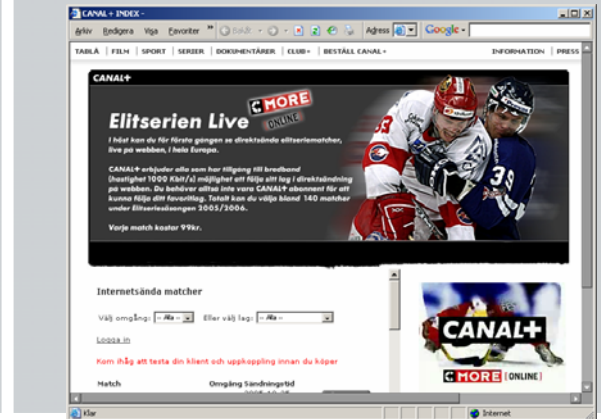 CANAL+ INDEX -
Arkiv Redigera Visa Favoriter » Bakåt Adress Google
TABLÅ | FILM | SPORT | SERIER | DOKUMENTÄRER | CLUB+ | BESTÄLL CANAL+ INFORMATION | PRESS
CANAL+
Elitserien Live C MORE ONLINE
I höst kan du för första gången se direktsända elitseriematcher,
live på webben, i hela Europa.
CANAL+ erbjuder alla som har tillgång till bredband
(hastighet 1000 Kbit/s) möjlighet att följa sitt lag i direktsändning
på webben. Du behöver alltså inte vara CANAL+ abonnent för att
kunna följa ditt favoritlag. Totalt kan du välja bland 140 matcher
under Elitseriesäsongen 2005/2006.
Varje match kostar 99kr.
39
Internetsända matcher
Välj omgång: -- Alla -- Eller välj lag: -- Alla --
Logga in
Kom ihåg att testa din klient och uppkoppling innan du köper
Match Omgång Sändningstid
CANAL+
C MORE [ONLINE]
Klar Internet